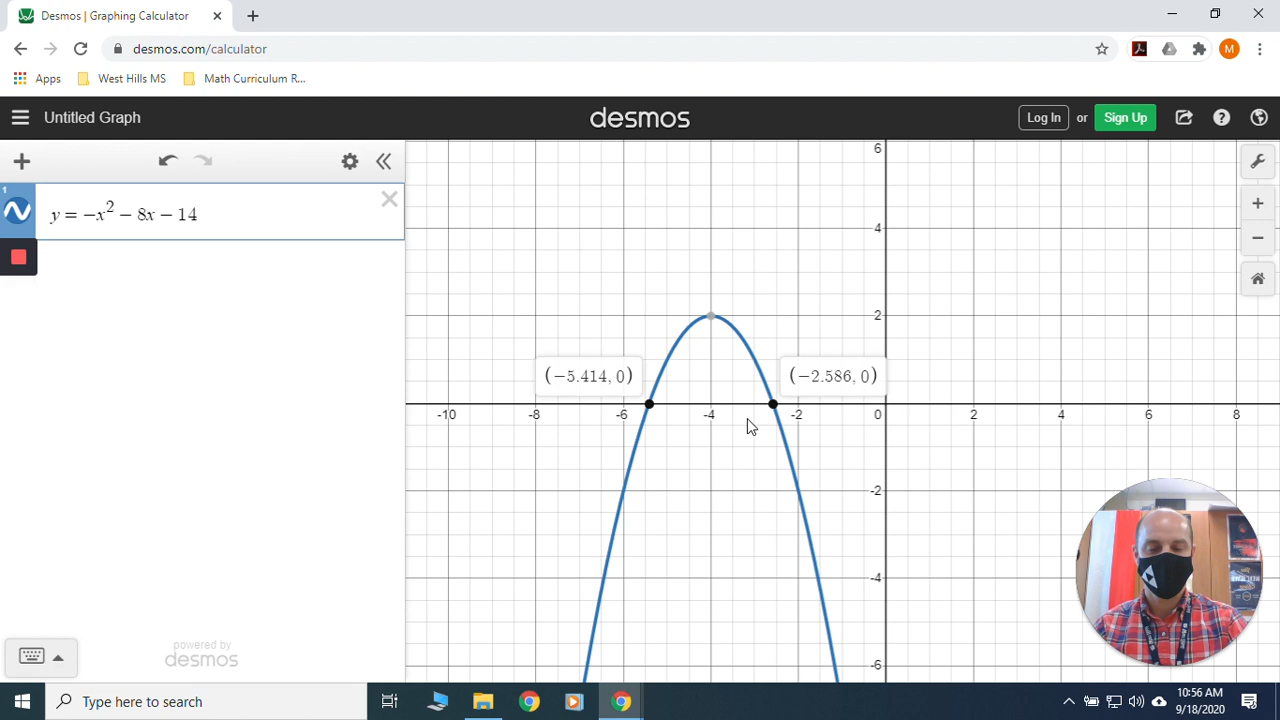 Desmos | Graphing Calculator
desmos.com/calculator
M
Apps
West Hills MS
Math Curriculum R...
Untitled Graph
desmos
Log In or Sign Up
1
y = −x² − 8x − 14
6
4
2
(−5.414, 0)
(−2.586, 0)
-10 -8 -6 -4 -2 0 2 4 6 8
-2
-4
-6
powered by
desmos
Type here to search
10:56 AM
9/18/2020